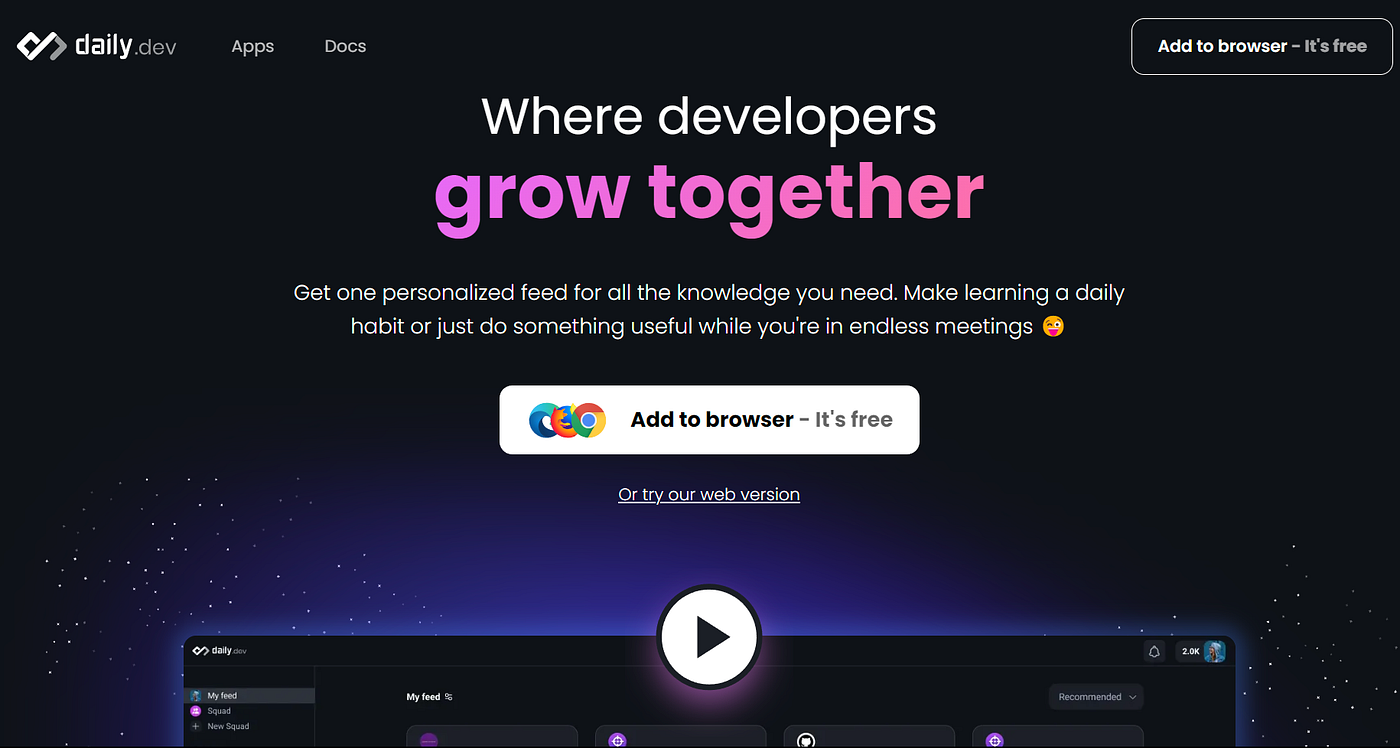 daily.dev
Apps
Docs
Add to browser - It's free
Where developers
grow together
Get one personalized feed for all the knowledge you need. Make learning a daily
habit or just do something useful while you're in endless meetings 😜
Add to browser - It's free
Or try our web version
daily.dev
2.0K
My feed
Squad
New Squad
My feed
Recommended